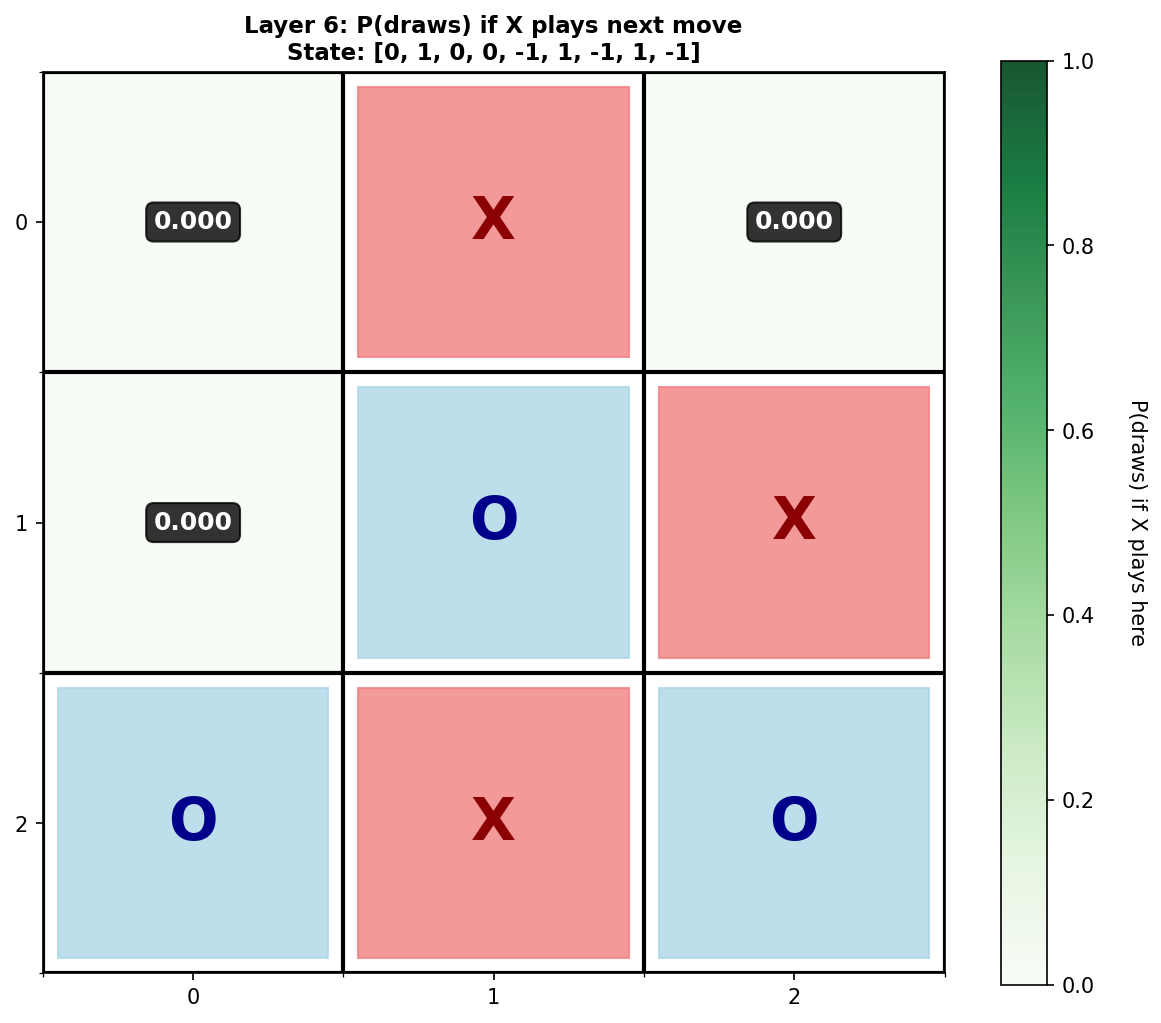 Layer 6: P(draws) if X plays next move
State: [0, 1, 0, 0, -1, 1, -1, 1, -1]
0
0.000
X
0.000
1
0.000
O
X
2
O
X
O
0
1
2
1.0
0.8
0.6
0.4
0.2
0.0
P(draws) if X plays here